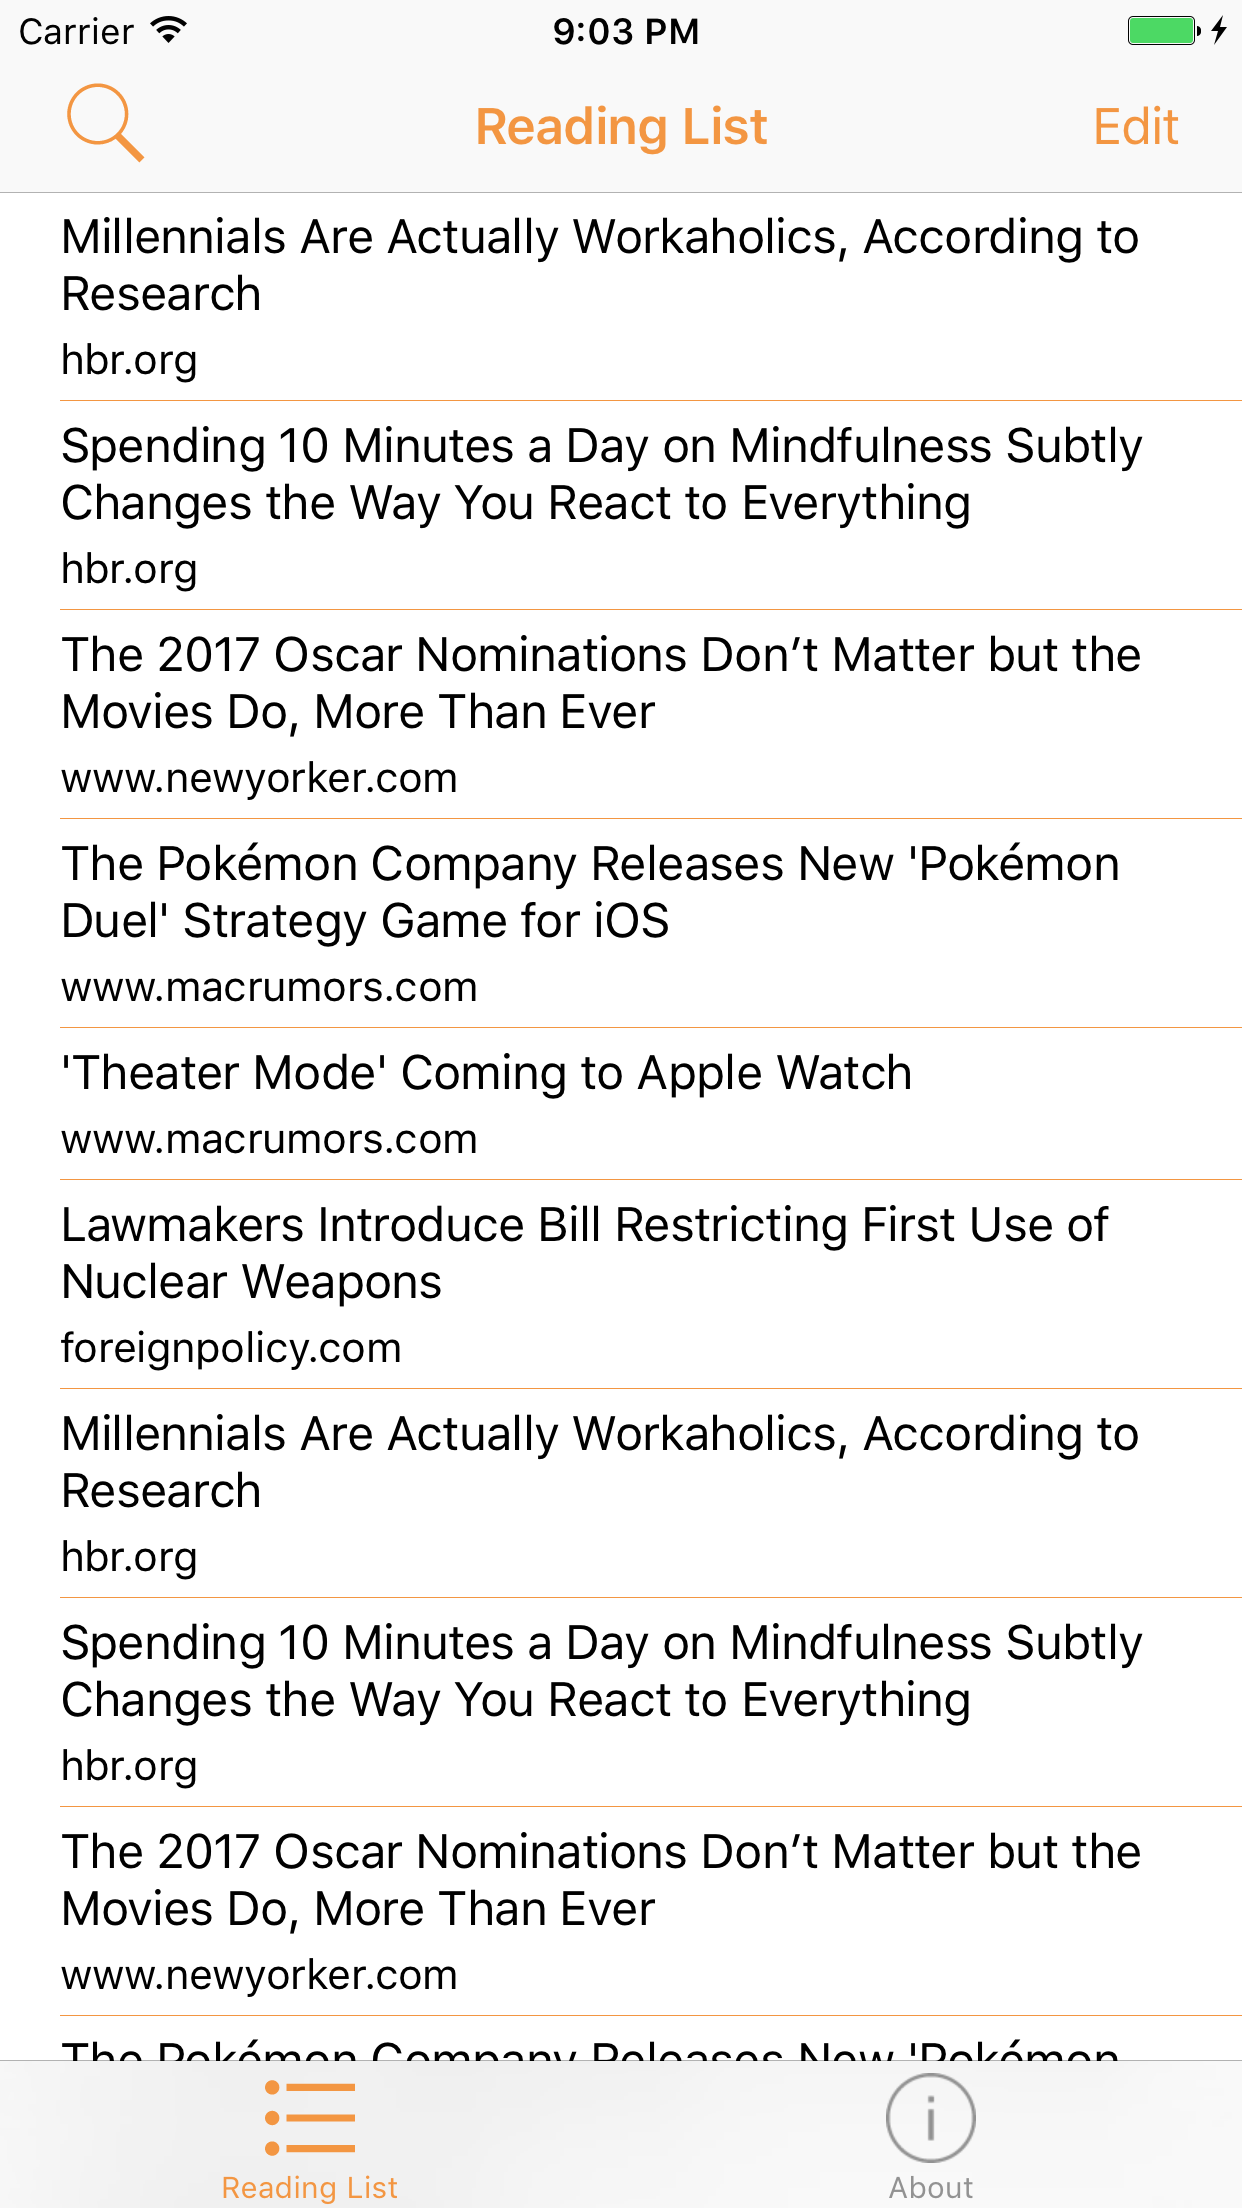 Carrier 9:03 PM
Reading List Edit
Millennials Are Actually Workaholics, According to
Research
hbr.org
Spending 10 Minutes a Day on Mindfulness Subtly
Changes the Way You React to Everything
hbr.org
The 2017 Oscar Nominations Don’t Matter but the
Movies Do, More Than Ever
www.newyorker.com
The Pokémon Company Releases New 'Pokémon
Duel' Strategy Game for iOS
www.macrumors.com
'Theater Mode' Coming to Apple Watch
www.macrumors.com
Lawmakers Introduce Bill Restricting First Use of
Nuclear Weapons
foreignpolicy.com
Millennials Are Actually Workaholics, According to
Research
hbr.org
Spending 10 Minutes a Day on Mindfulness Subtly
Changes the Way You React to Everything
hbr.org
The 2017 Oscar Nominations Don’t Matter but the
Movies Do, More Than Ever
www.newyorker.com
The Pokémon Company Releases New 'Pokémon
Reading List About